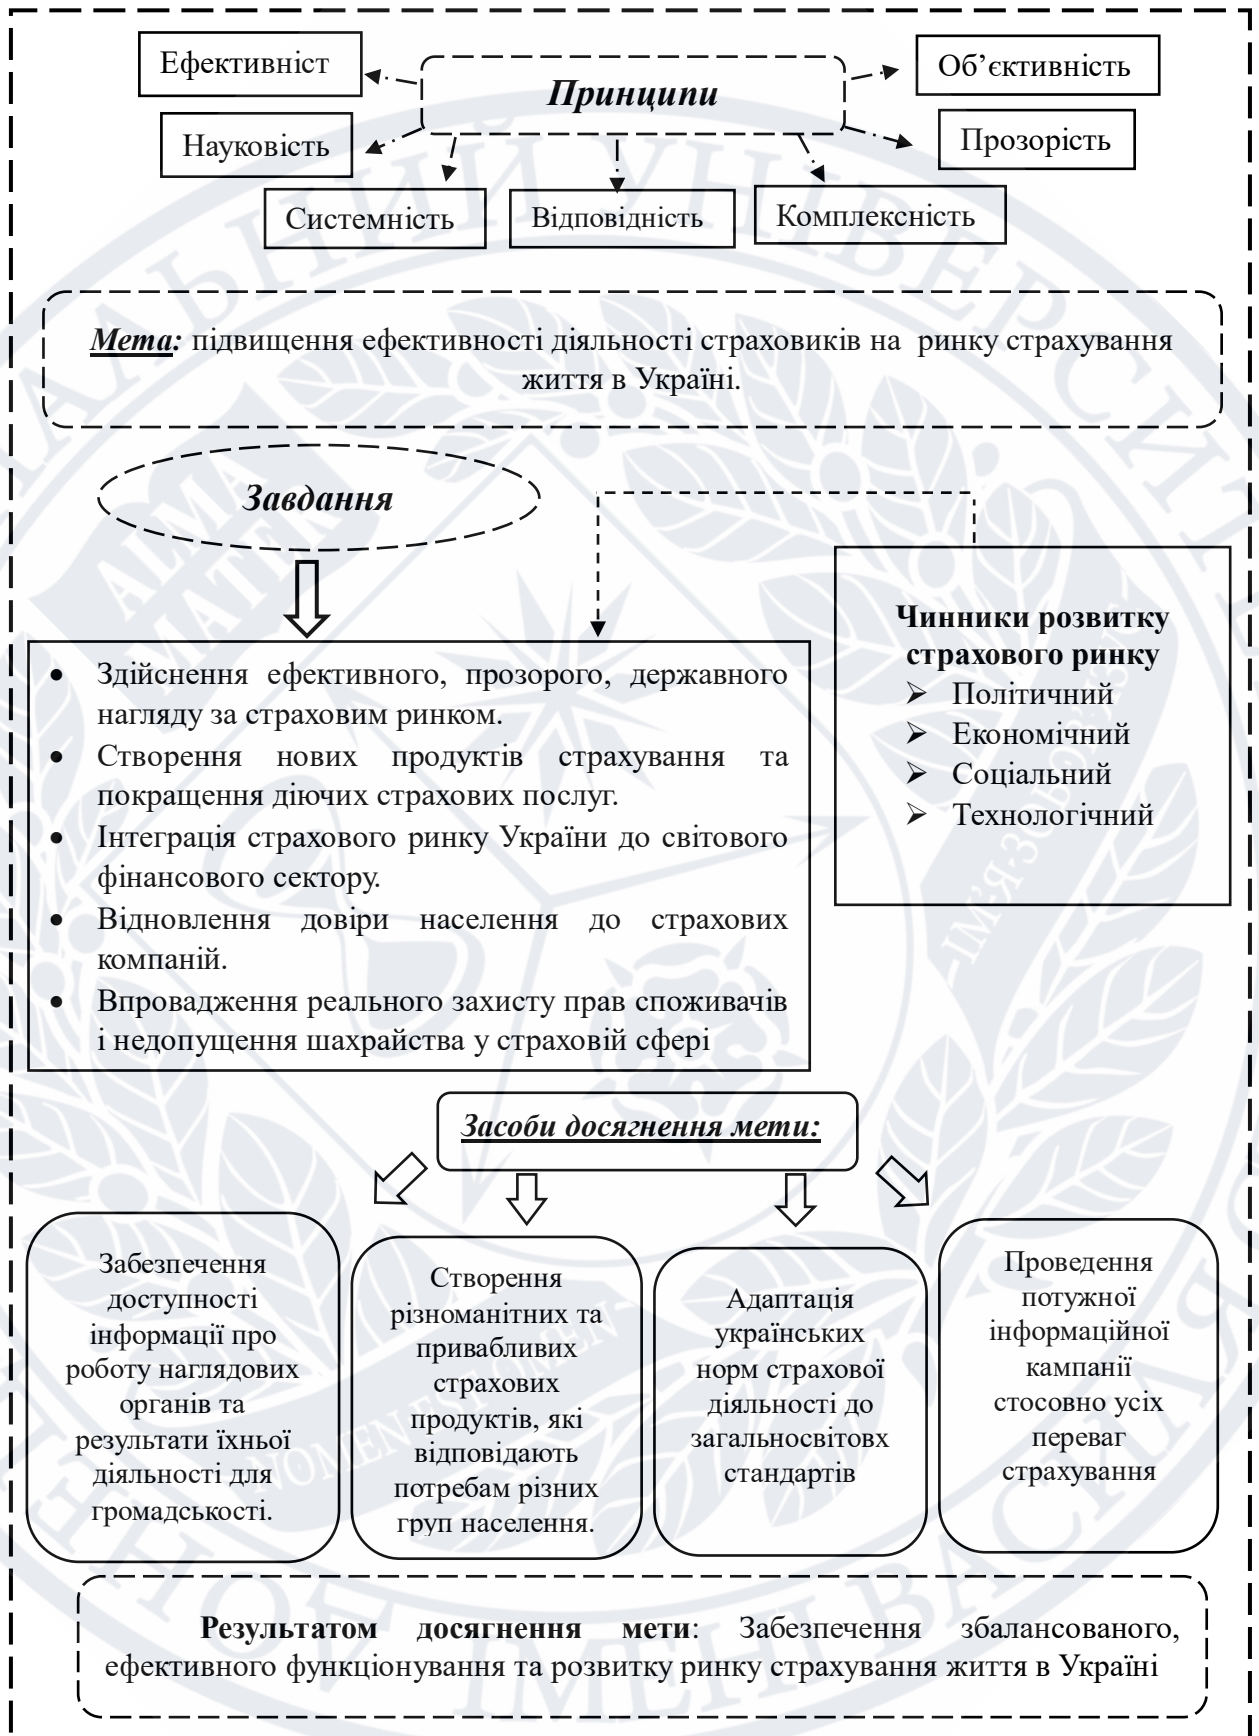 Ефективніст
Принципи
Об’єктивність
Науковість
Прозорість
Системність
Відповідність
Комплексність
Мета: підвищення ефективності діяльності страховиків на ринку страхування
життя в Україні.
Завдання
Чинники розвитку
страхового ринку
Політичний
Економічний
Соціальний
Технологічний
Здійснення ефективного, прозорого, державного
нагляду за страховим ринком.
Створення нових продуктів страхування та
покращення діючих страхових послуг.
Інтеграція страхового ринку України до світового
фінансового сектору.
Відновлення довіри населення до страхових
компаній.
Впровадження реального захисту прав споживачів
і недопущення шахрайства у страховій сфері
Засоби досягнення мети:
Забезпечення
доступності
інформації про
роботу наглядових
органів та
результати їхньої
діяльності для
громадськості.
Створення
різноманітних та
привабливих
страхових
продуктів, які
відповідають
потребам різних
груп населення.
Адаптація
українських
норм страхової
діяльності до
загальносвітовх
стандартів
Проведення
потужної
інформаційної
кампанії
стосовно усіх
переваг
страхування
Результатом досягнення мети: Забезпечення збалансованого,
ефективного функціонування та розвитку ринку страхування життя в Україні
ALMA
MATER